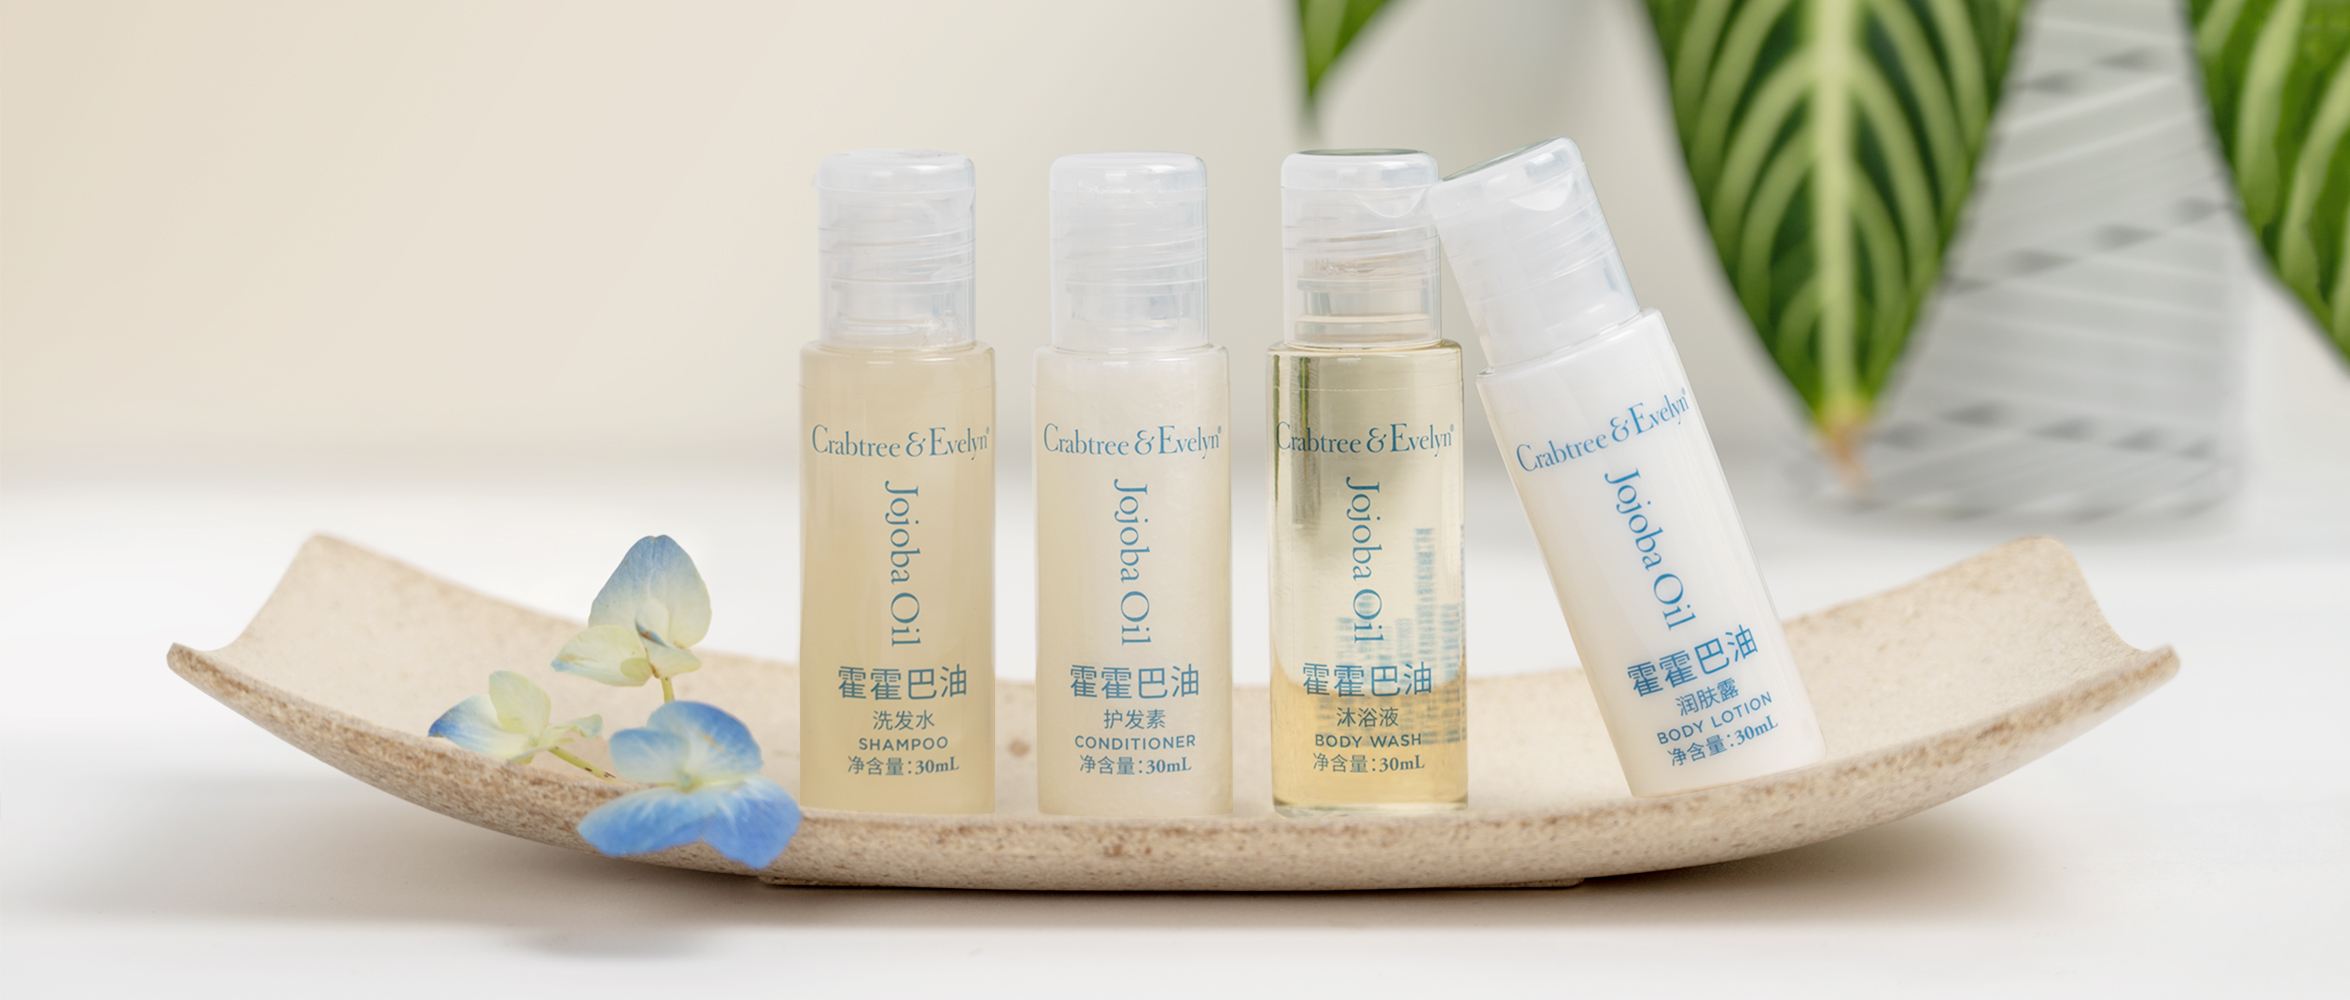 Crabtree & Evelyn®
Jojoba Oil
霍霍巴油
洗发水
SHAMPOO
净含量:30mL
Crabtree & Evelyn®
Jojoba Oil
霍霍巴油
护发素
CONDITIONER
净含量:30mL
Crabtree & Evelyn®
Jojoba Oil
霍霍巴油
沐浴液
BODY WASH
净含量:30mL
Crabtree & Evelyn®
Jojoba Oil
霍霍巴油
润肤露
BODY LOTION
净含量:30mL